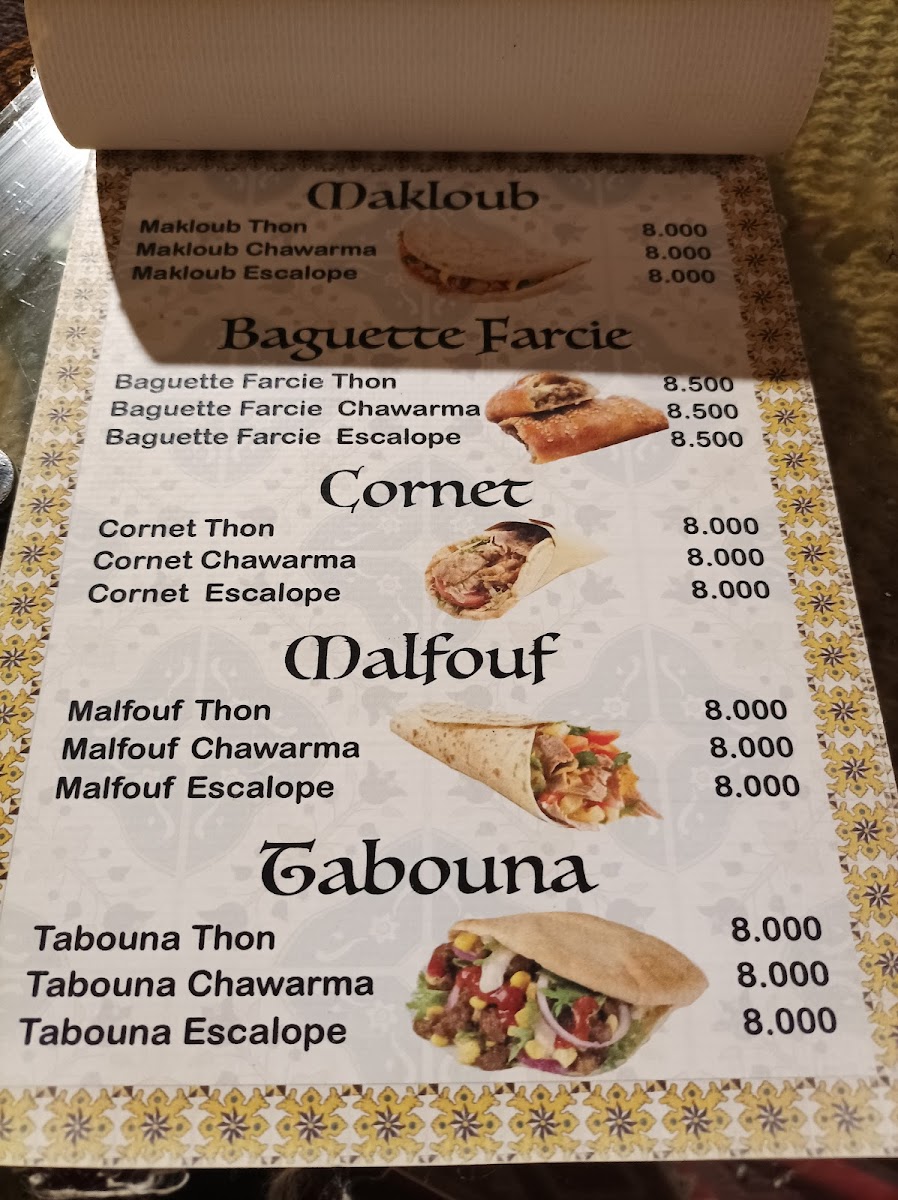 Makloub
Makloub Thon 8.000
Makloub Chawarma 8.000
Makloub Escalope 8.000
Baguette Farcie
Baguette Farcie Thon 8.500
Baguette Farcie Chawarma 8.500
Baguette Farcie Escalope 8.500
Cornet
Cornet Thon 8.000
Cornet Chawarma 8.000
Cornet Escalope 8.000
Malfouf
Malfouf Thon 8.000
Malfouf Chawarma 8.000
Malfouf Escalope 8.000
Tabouna
Tabouna Thon 8.000
Tabouna Chawarma 8.000
Tabouna Escalope 8.000